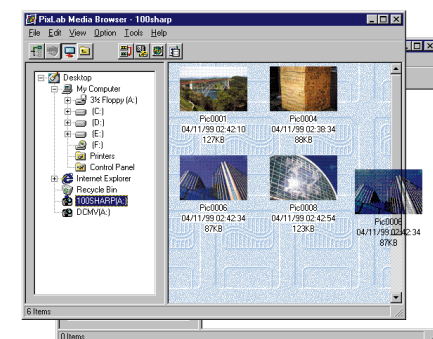 PixLab Media Browser - 100sharp
File Edit View Option Tools Help
Desktop
My Computer
3½ Floppy (A:)
(C:)
(D:)
(E:)
(F:)
Printers
Control Panel
Internet Explorer
Recycle Bin
100SHARP(A:)
DCMV(A:)
Pic0001
04/11/99 02:42:10
127KB
Pic0004
04/11/99 02:38:34
88KB
Pic0006
04/11/99 02:42:34
87KB
Pic0008
04/11/99 02:42:54
123KB
Pic0006
04/11/99 02:42:34
87KB
6 Items
0 Items